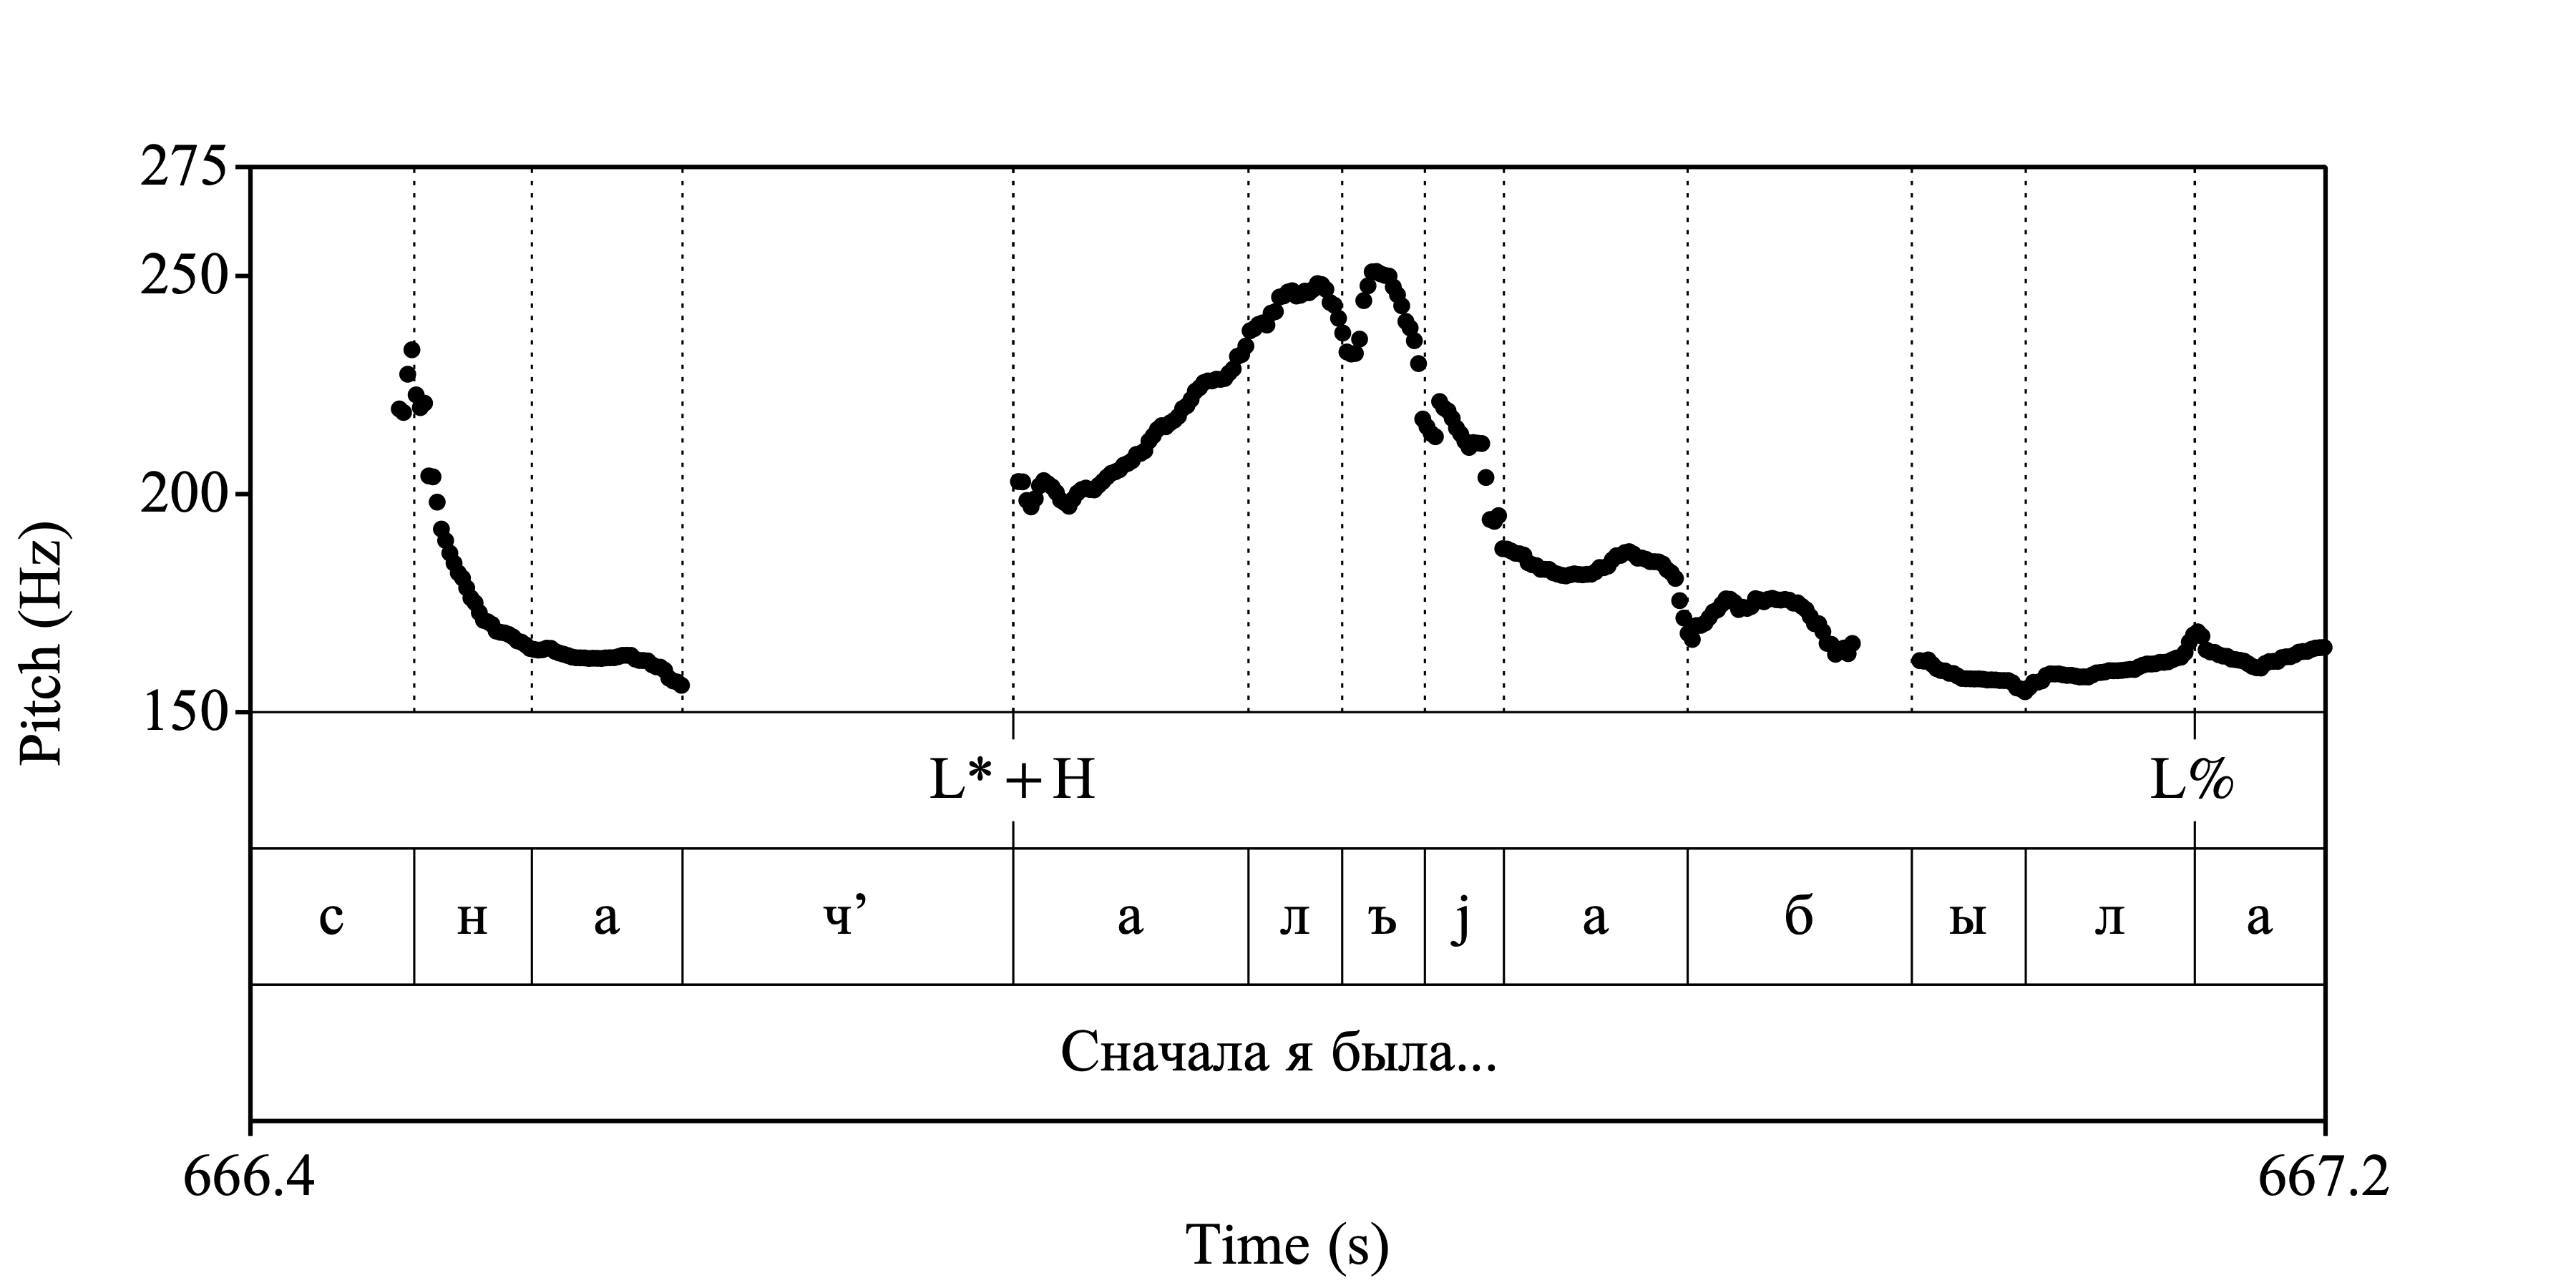 275
250
200
150
Pitch (Hz)
L* + H L%
с н а ч’ а л ъ j а б ы л а
Сначала я была...
666.4 667.2
Time (s)